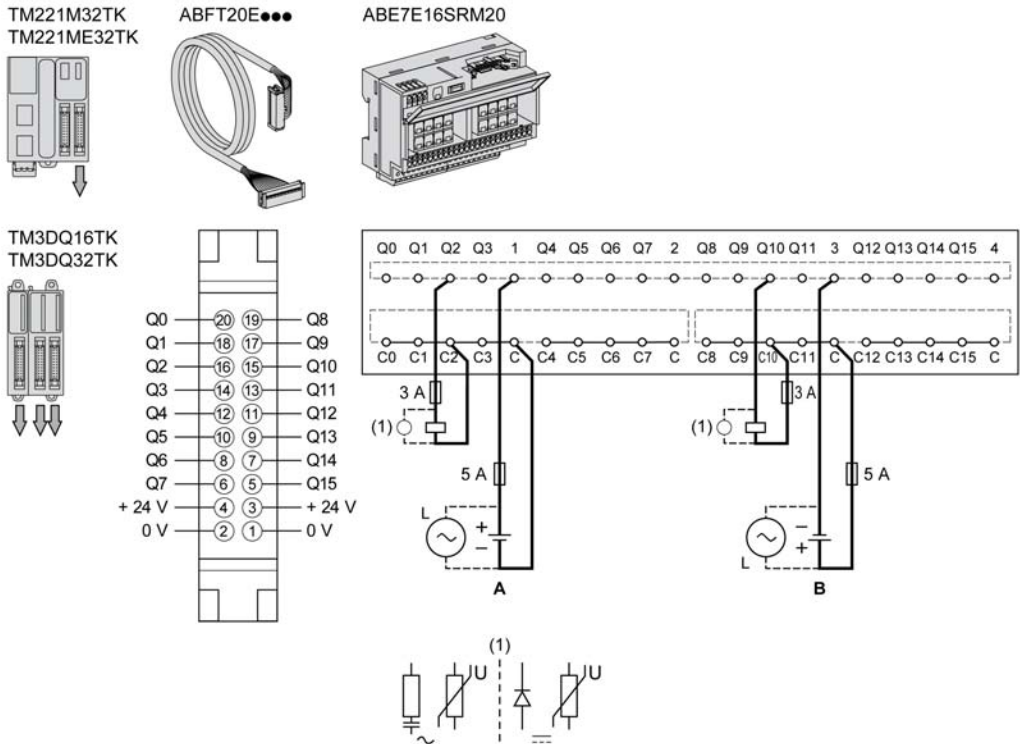 TM221M32TK ABFT20E●●● ABE7E16SRM20
TM221ME32TK
TM3DQ16TK
TM3DQ32TK
Q0 20 19 Q8
Q1 18 17 Q9
Q2 16 15 Q10
Q3 14 13 Q11
Q4 12 11 Q12
Q5 10 9 Q13
Q6 8 7 Q14
Q7 6 5 Q15
+ 24 V 4 3 + 24 V
0 V 2 1 0 V
Q0 Q1 Q2 Q3 1 Q4 Q5 Q6 Q7 2 Q8 Q9 Q10 Q11 3 Q12 Q13 Q14 Q15 4
C0 C1 C2 C3 C C4 C5 C6 C7 C C8 C9 C10 C11 C C12 C13 C14 C15 C
3 A 3 A
(1) (1)
5 A 5 A
L + −
− + L
A B
(1)
U U